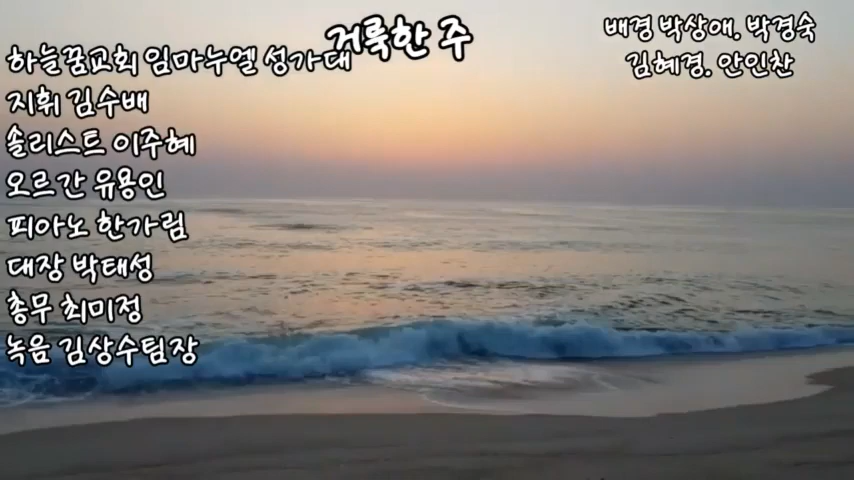 거룩한 주
하늘꿈교회 임마누엘 성가대
지휘 김수배
솔리스트 이주혜
오르간 유용인
피아노 한가림
대장 박태성
총무 최미정
녹음 김상수팀장
배경 박상애. 박경숙
김혜경. 안인찬